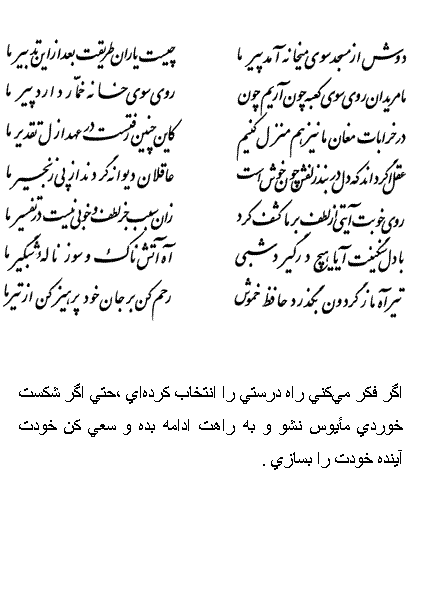 دوش از مسجد سوی میخانه آمد پیر ما چیست یاران طریقت بعد از این تدبیر ما
ما مریدان روی سوی کعبه چون آریم چون روی سوی خانه خمّار دارد پیر ما
در خرابات مغان ما نیز هم منزل کنیم کاین چنین رفتست در عهد ازل تقدیر ما
عقل اگر داند که دل در بند زلفش چون خوش است عاقلان دیوانه گردند از پی زنجیر ما
روی خوبت آیتی از لطف بر ما کشف کرد زان سبب جز لطف و خوبی نیست در تفسیر ما
با دل سنگینت آیا هیچ درگیرد شبی آه آتشناک و سوز ناله شبگیر ما
تیر آه ما ز گردون بگذرد حافظ خموش رحم کن بر جان خود پرهیز کن از تیر ما
اگر فکر مي‌كني راه درستي را انتخاب كرده‌اي ،حتي اگر شكست
خوردي مأيوس نشو و به راهت ادامه بده و سعي كن خودت
آينده خودت را بسازي .